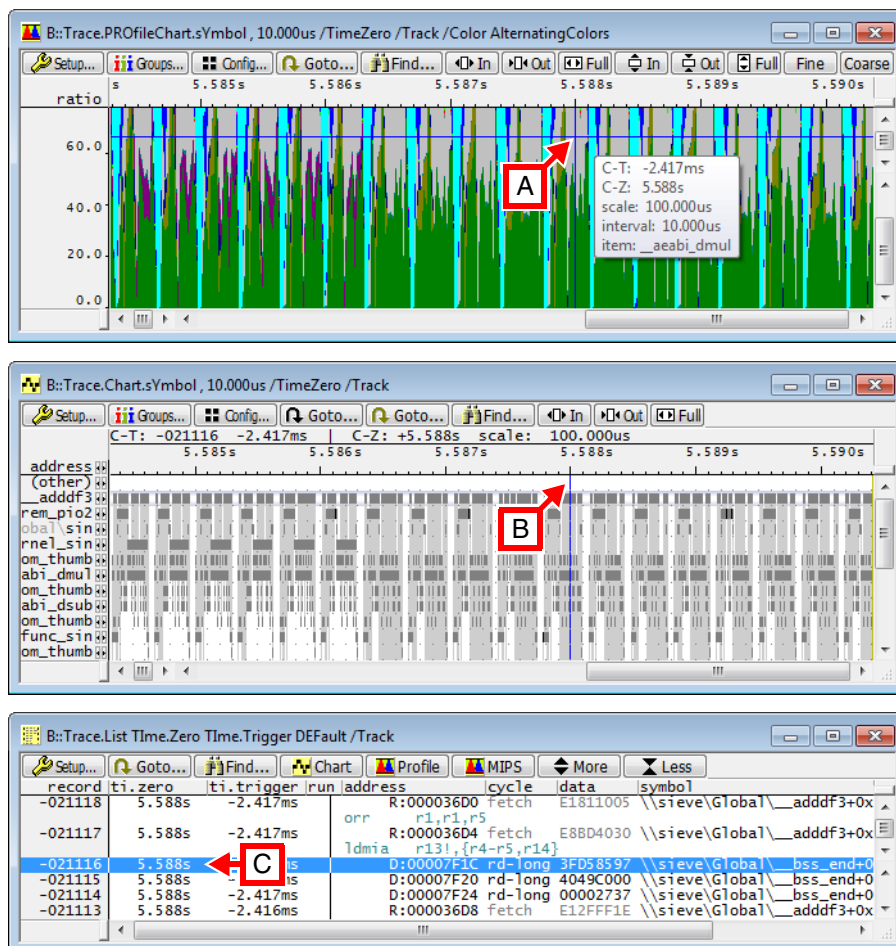 B::Trace.PROfileChart.sYmbol , 10.000us /TimeZero /Track /Color AlternatingColors
Setup... Groups... Config... Goto... Find... In Out Full In Out Full Fine Coarse
s 5.585s 5.586s 5.587s 5.588s 5.589s 5.590s
ratio
60.0
40.0
20.0
0.0
A
C-T: -2.417ms
C-Z: 5.588s
scale: 100.000us
interval: 10.000us
item: __aeabi_dmul
B::Trace.Chart.sYmbol , 10.000us /TimeZero /Track
Setup... Groups... Config... Goto... Goto... Find... In Out Full
C-T: -021116 -2.417ms | C-Z: +5.588s scale: 100.000us
5.585s 5.586s 5.587s 5.588s 5.589s 5.590s
address
(other)
__adddf3
rem_pio2
obal\sin
rnel_sin
om_thumb
abi_dmul
om_thumb
abi_dsub
om_thumb
func_sin
om_thumb
B
B::Trace.List TIme.Zero TIme.Trigger DEFault /Track
Setup... Goto... Find... Chart Profile MIPS More Less
record ti.zero ti.trigger run address cycle data symbol
-021118 5.588s -2.417ms R:000036D0 fetch E1811005 \\sieve\Global\__adddf3+0x
orr r1,r1,r5
-021117 5.588s -2.417ms R:000036D4 fetch E8BD4030 \\sieve\Global\__adddf3+0x
ldmia r13!,{r4-r5,r14}
-021116 5.588s -2.417ms D:00007F1C rd-long 3FD58597 \\sieve\Global\__bss_end+0
-021115 5.588s D:00007F20 rd-long 4049C000 \\sieve\Global\__bss_end+0
-021114 5.588s -2.417ms D:00007F24 rd-long 00002737 \\sieve\Global\__bss_end+0
-021113 5.588s -2.416ms R:000036D8 fetch E12FFF1E \\sieve\Global\__adddf3+0x
C